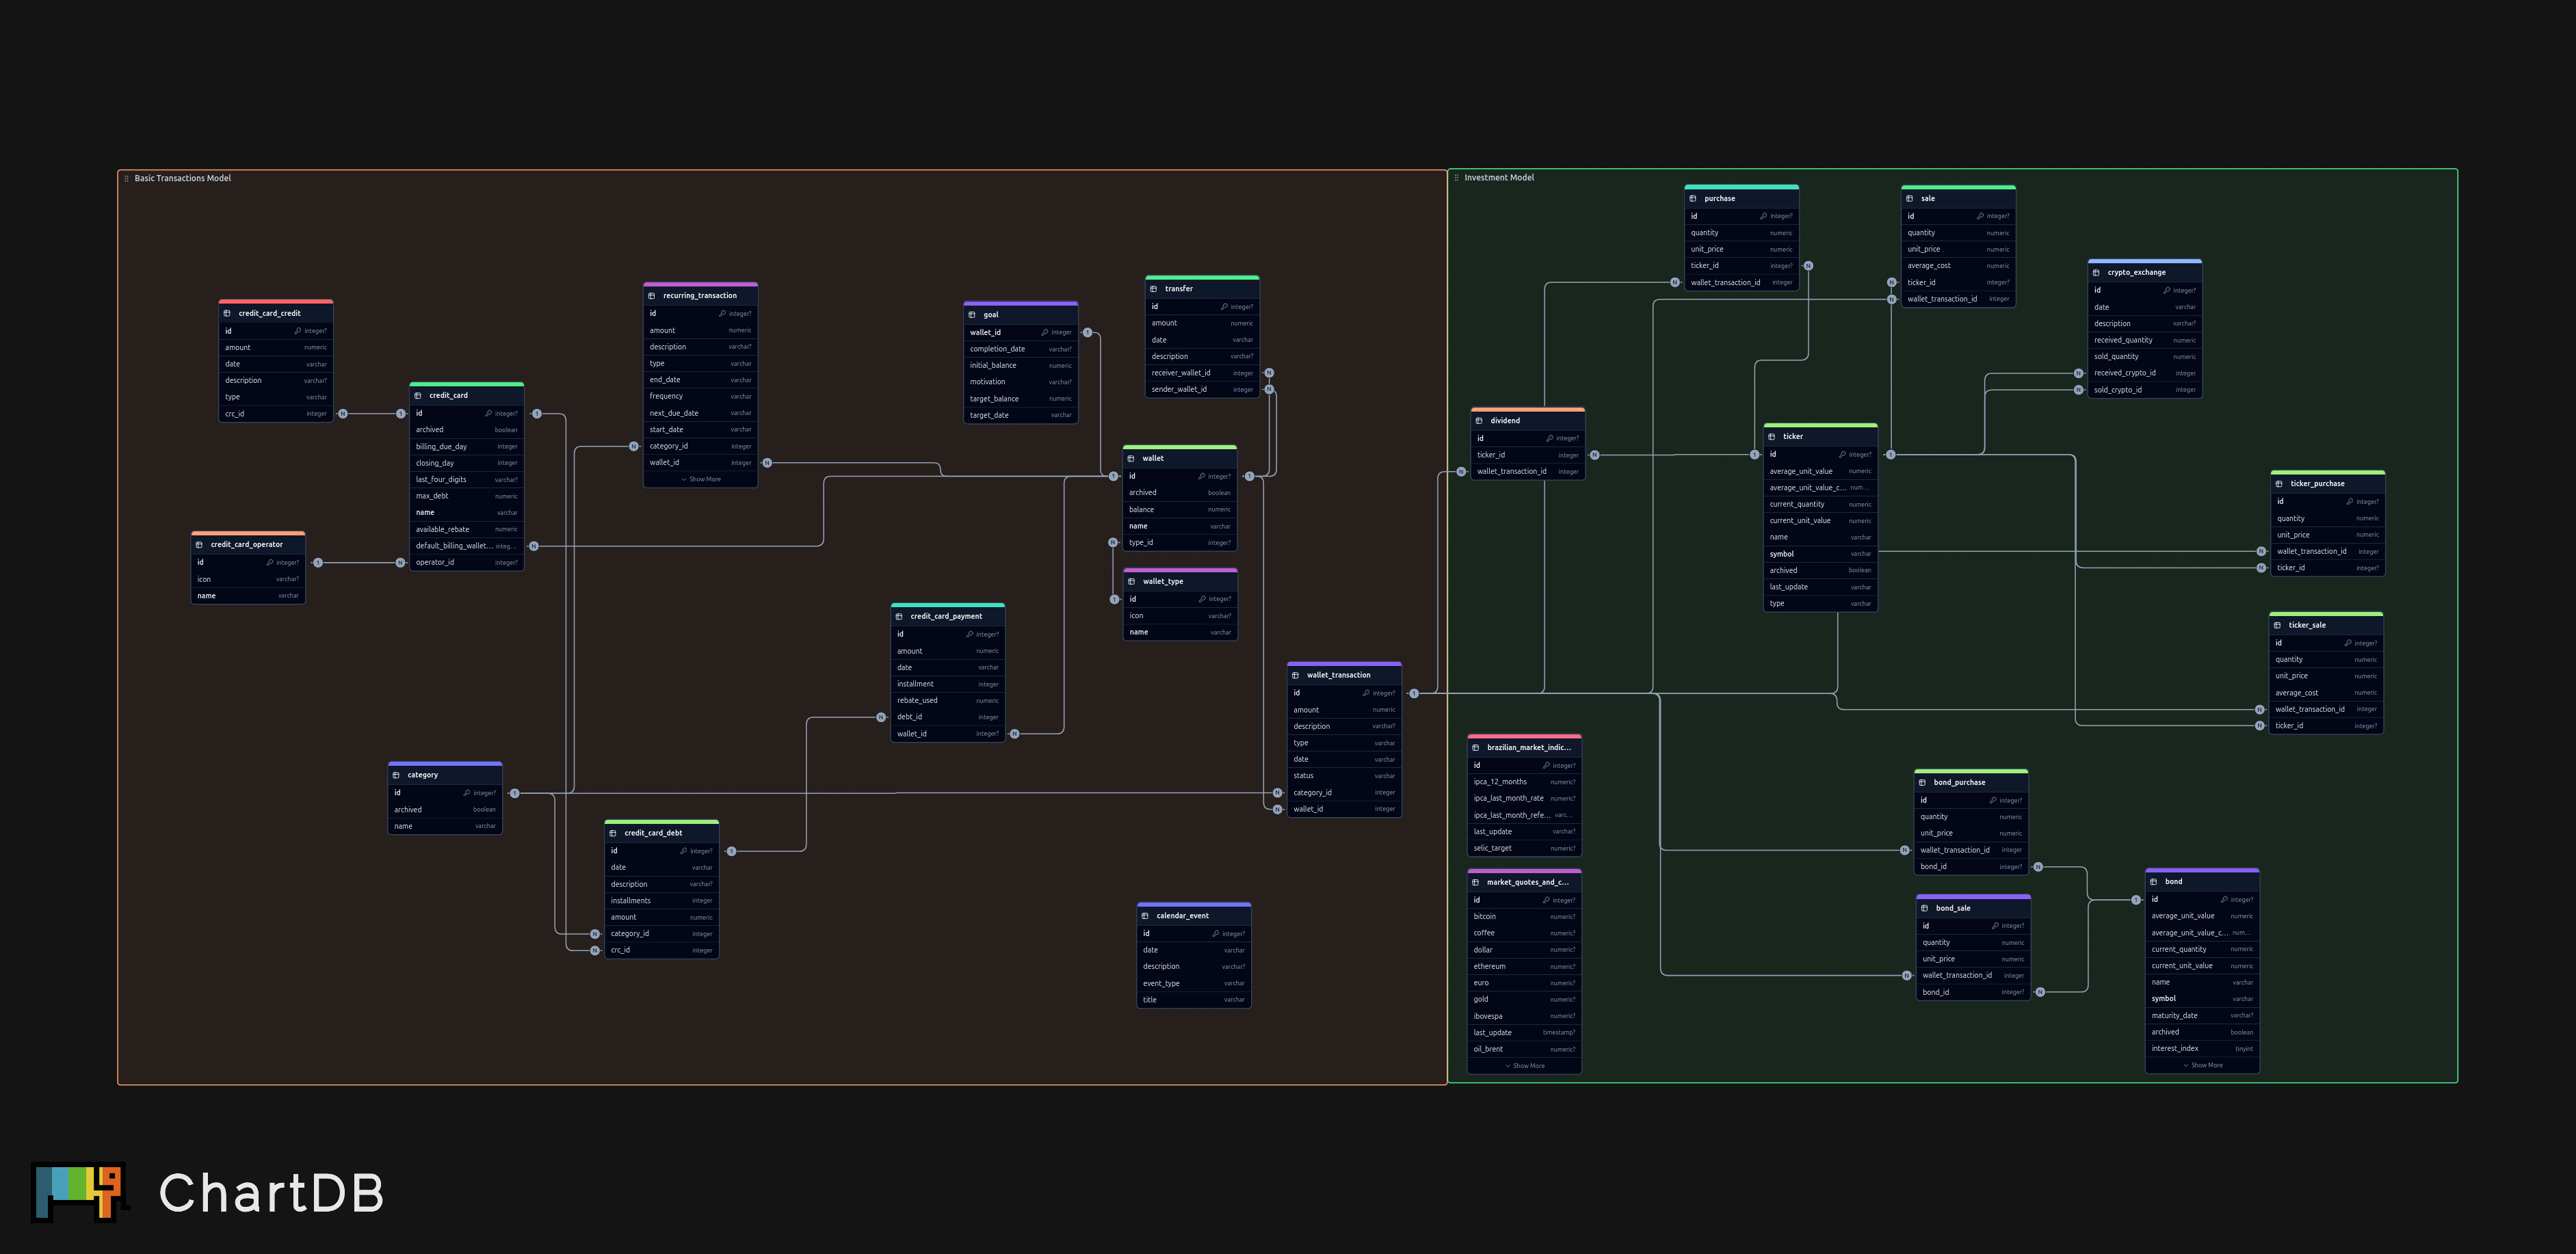 Basic Transactions Model
credit_card_credit
id integer?
amount numeric
date varchar
description varchar?
type varchar
crc_id integer
credit_card_operator
id integer?
icon varchar?
name varchar
credit_card
id integer?
archived boolean
billing_due_day integer
closing_day integer
last_four_digits varchar?
max_debt numeric
name varchar
available_rebate numeric
default_billing_wallet... integ...
operator_id integer?
recurring_transaction
id integer?
amount numeric
description varchar?
type varchar
end_date varchar
frequency varchar
next_due_date varchar
start_date varchar
category_id integer
wallet_id integer
Show More
goal
wallet_id integer
completion_date varchar?
initial_balance numeric
motivation varchar?
target_balance numeric
target_date varchar
transfer
id integer?
amount numeric
date varchar
description varchar?
receiver_wallet_id integer
sender_wallet_id integer
wallet
id integer?
archived boolean
balance numeric
name varchar
type_id integer?
wallet_type
id integer?
icon varchar?
name varchar
credit_card_payment
id integer?
amount numeric
date varchar
installment integer
rebate_used numeric
debt_id integer
wallet_id integer?
wallet_transaction
id integer?
amount numeric
description varchar?
type varchar
date varchar
status varchar
category_id integer
wallet_id integer
category
id integer?
archived boolean
name varchar
credit_card_debt
id integer?
date varchar
description varchar?
installments integer
amount numeric
category_id integer
crc_id integer
calendar_event
id integer?
date varchar
description varchar?
event_type varchar
title varchar
Investment Model
purchase
id integer?
quantity numeric
unit_price numeric
ticker_id integer?
wallet_transaction_id integer
sale
id integer?
quantity numeric
unit_price numeric
average_cost numeric
ticker_id integer?
wallet_transaction_id integer
crypto_exchange
id integer?
date varchar
description varchar?
received_quantity numeric
sold_quantity numeric
received_crypto_id integer
sold_crypto_id integer
dividend
id integer?
ticker_id integer
wallet_transaction_id integer
ticker
id integer?
average_unit_value numeric
average_unit_value_c... num...
current_quantity numeric
current_unit_value numeric
name varchar
symbol varchar
archived boolean
last_update varchar
type varchar
ticker_purchase
id integer?
quantity numeric
unit_price numeric
wallet_transaction_id integer
ticker_id integer?
ticker_sale
id integer?
quantity numeric
unit_price numeric
average_cost numeric
wallet_transaction_id integer
ticker_id integer?
brazilian_market_indic...
id integer?
ipca_12_months numeric?
ipca_last_month_rate numeric?
ipca_last_month_refe... varc...
last_update varchar?
selic_target numeric?
market_quotes_and_c...
id integer?
bitcoin numeric?
coffee numeric?
dollar numeric?
ethereum numeric?
euro numeric?
gold numeric?
ibovespa numeric?
last_update timestamp?
oil_brent numeric?
Show More
bond_purchase
id integer?
quantity numeric
unit_price numeric
wallet_transaction_id integer
bond_id integer?
bond_sale
id integer?
quantity numeric
unit_price numeric
wallet_transaction_id integer
bond_id integer?
bond
id integer?
average_unit_value numeric
average_unit_value_c... num...
current_quantity numeric
current_unit_value numeric
name varchar
symbol varchar
maturity_date varchar?
archived boolean
interest_index tinyint
Show More
ChartDB